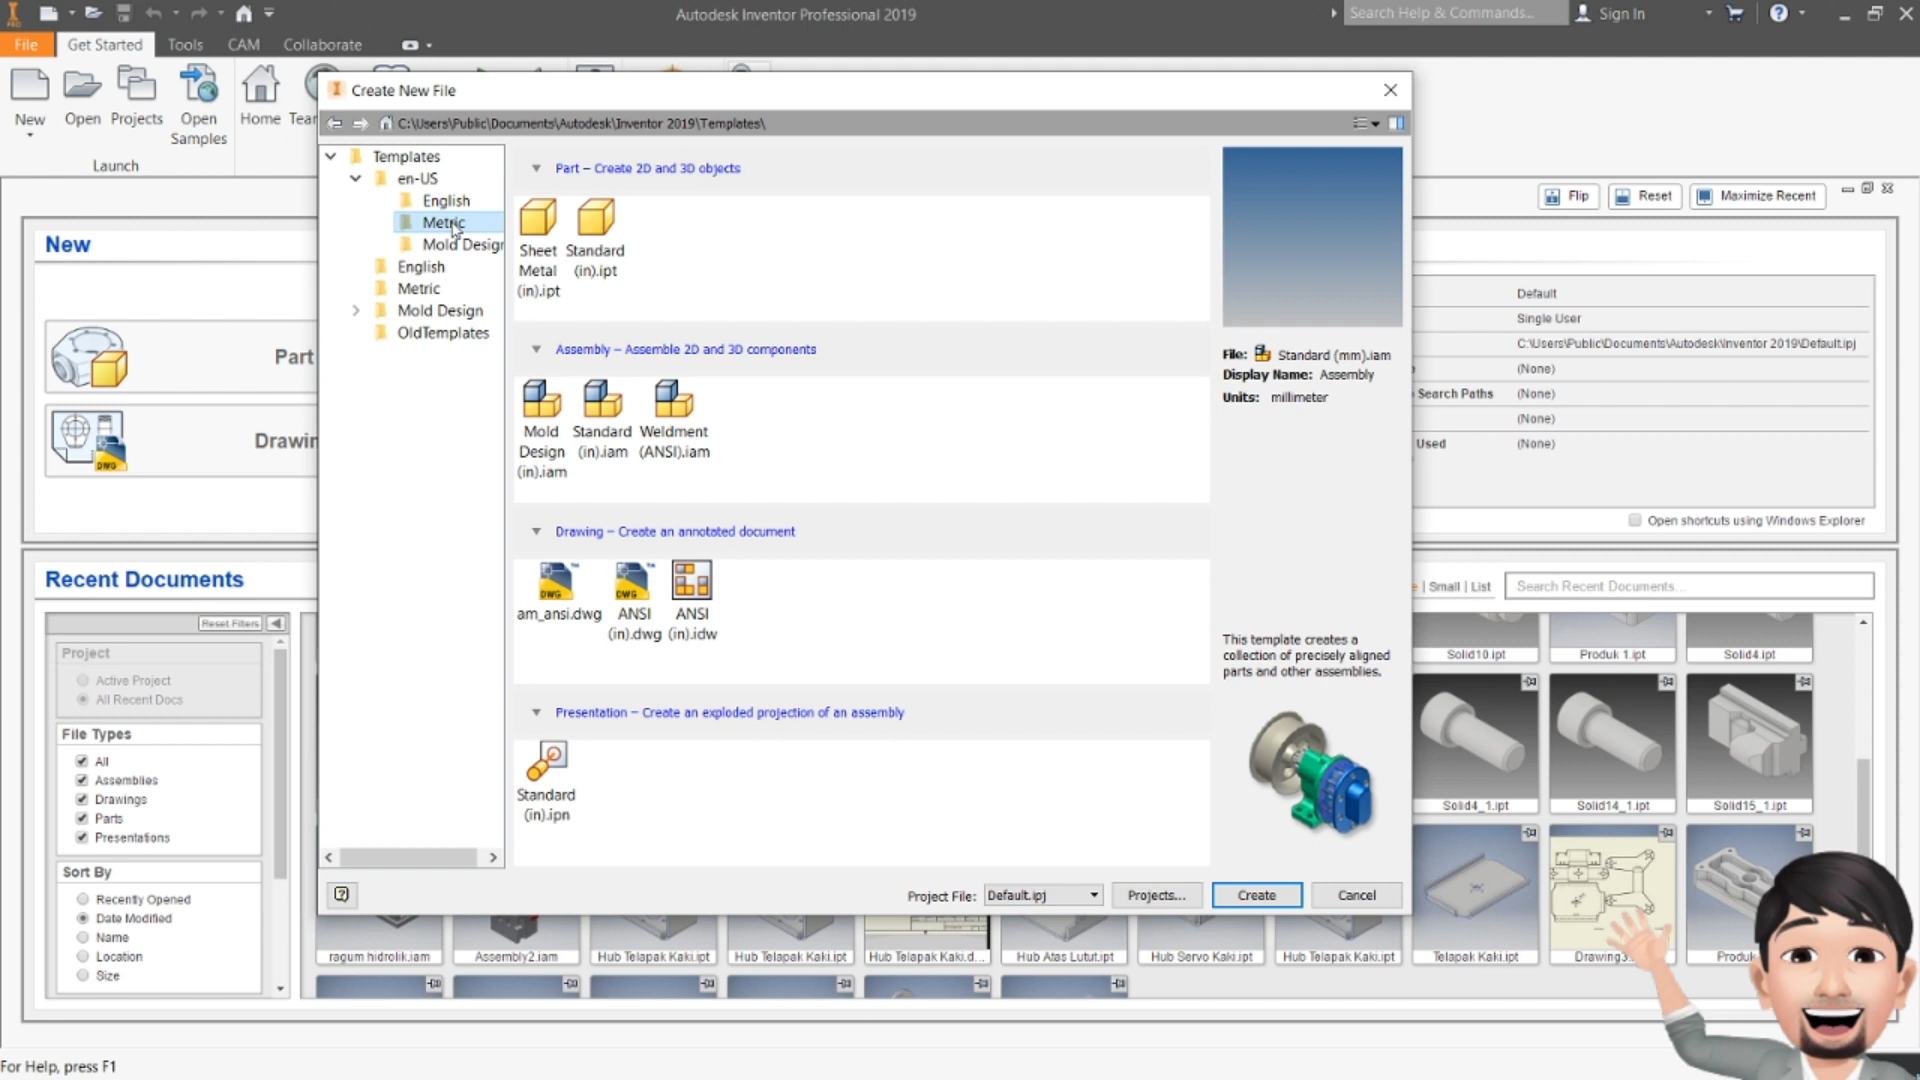 Autodesk Inventor Professional 2019
Search Help & Commands...
Sign In
File
Get Started
Tools
CAM
Collaborate
New
Open
Projects
Open Samples
Home
Launch
Create New File
C:\Users\Public\Documents\Autodesk\Inventor 2019\Templates\
Templates
en-US
English
Metric
Mold Design
English
Metric
Mold Design
OldTemplates
Part – Create 2D and 3D objects
Sheet Metal (in).ipt
Standard (in).ipt
Assembly – Assemble 2D and 3D components
Mold Design (in).iam
Standard (in).iam
Weldment (ANSI).iam
Drawing – Create an annotated document
am_ansi.dwg
ANSI (in).dwg
ANSI (in).idw
Presentation – Create an exploded projection of an assembly
Standard (in).ipn
File: Standard (mm).iam
Display Name: Assembly
Units: millimeter
This template creates a
collection of precisely aligned
parts and other assemblies.
Project File: Default.ipj
Projects...
Create
Cancel
Flip
Reset
Maximize Recent
New
Part
DWG
Default
Single User
C:\Users\Public\Documents\Autodesk\Inventor 2019\Default.ipj
(None)
Search Paths (None)
(None)
Used (None)
Open shortcuts using Windows Explorer
Recent Documents
Small | List
Search Recent Documents...
Reset Filters
Project
Active Project
All Recent Docs
File Types
All
Assemblies
Drawings
Parts
Presentations
Sort By
Recently Opened
Date Modified
Name
Location
Size
Solid10.ipt
Produk 1.ipt
Solid4.ipt
Solid4_1.ipt
Solid14_1.ipt
Solid15_1.ipt
ragum hidrolik.iam
Assembly2.iam
Hub Telapak Kaki.ipt
Hub Telapak Kaki.ipt
Hub Telapak Kaki.d...
Hub Atas Lutut.ipt
Hub Servo Kaki.ipt
Hub Telapak Kaki.ipt
Telapak Kaki.ipt
For Help, press F1